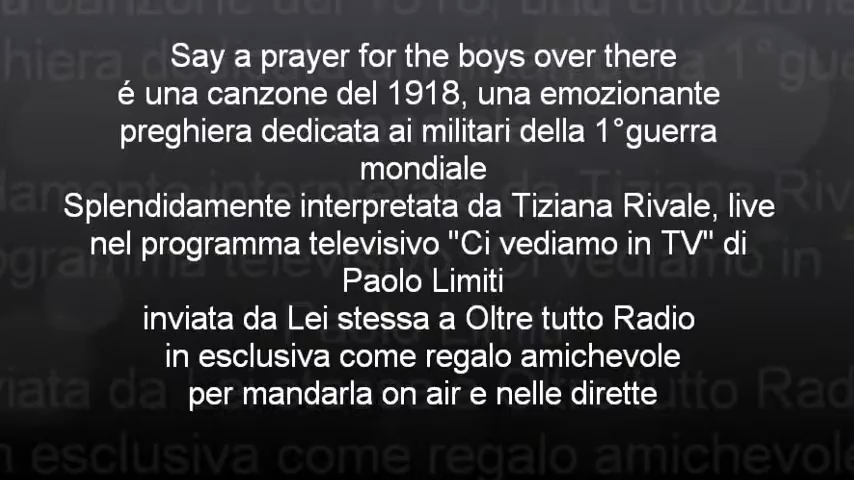 Say a prayer for the boys over there
é una canzone del 1918, una emozionante
preghiera dedicata ai militari della 1°guerra
mondiale
Splendidamente interpretata da Tiziana Rivale, live
nel programma televisivo "Ci vediamo in TV" di
Paolo Limiti
inviata da Lei stessa a Oltre tutto Radio
in esclusiva come regalo amichevole
per mandarla on air e nelle dirette